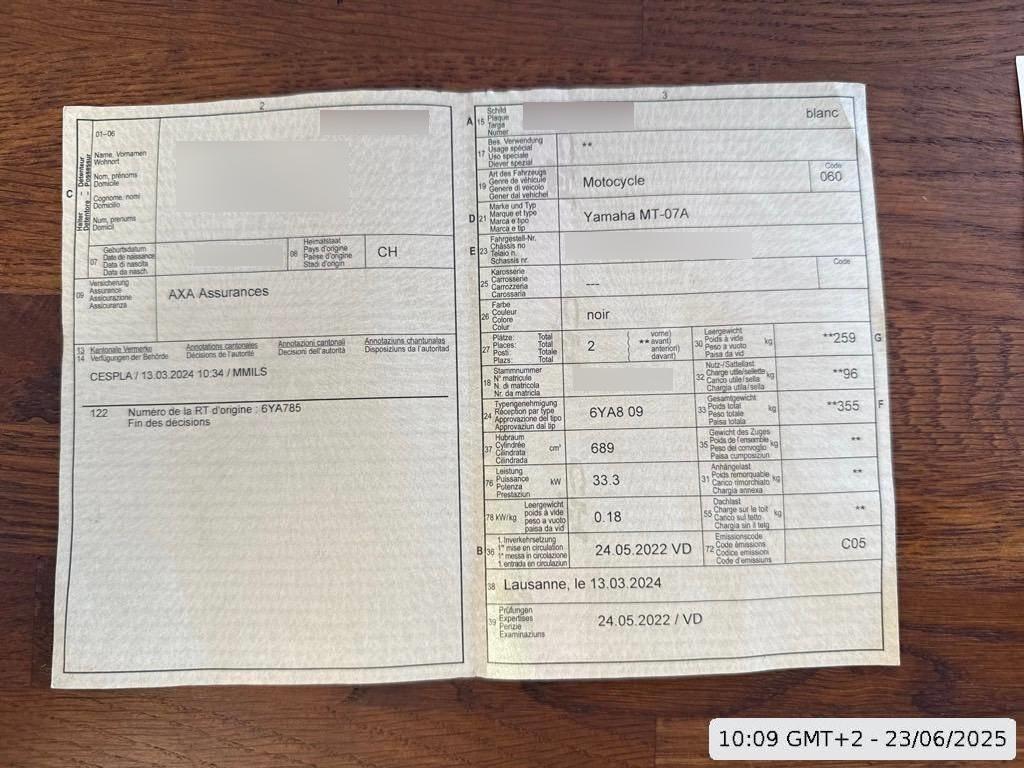 2
01-06
Name, Vornamen
Wohnort
Nom, prénoms
Domicile
Cognome, nomi
Domicilio
Num, prenums
Domicil
C
Halter - Détenteur
Detentore - Possessur
07
Geburtsdatum
Date de naissance
Data di nascita
Data da nasch.
08
Heimatstaat
Pays d'origine
Paese d'origine
Stadi d'origin
CH
09
Versicherung
Assurance
Assicurazione
Assicuranza
AXA Assurances
13 Kantonale Vermerke Annotations cantonales Annotazioni cantonali Annotaziuns chantunalas
14 Verfügungen der Behörde Décisions de l'autorité Decisioni dell'autorità Disposiziuns da l'autoritad
CESPLA / 13.03.2024 10:34 / MMILS
122 Numéro de la RT d'origine : 6YA785
Fin des décisions
3
A 15
Schild
Plaque
Targa
Numer
blanc
17
Bes. Verwendung
Usage spécial
Uso speciale
Diever spezial
**
19
Art des Fahrzeugs
Genre de véhicule
Genere di veicolo
Gener dal vehichel
Motocycle
Code
060
D 21
Marke und Typ
Marque et type
Marca e tipo
Marca e tip
Yamaha MT-07A
E 23
Fahrgestell-Nr.
Châssis no
Telaio n.
Schassis nr.
25
Karosserie
Carrosserie
Carrozzeria
Carossaria
---
Code
26
Farbe
Couleur
Colore
Colur
noir
27
Plätze: Total
Places: Total
Posti: Totale
Plazs: Total
2
( vorne)
** avant)
anteriori)
davant)
30
Leergewicht
Poids à vide
Peso a vuoto
Paisa da vid
kg
**259
G
18
Stammnummer
N° matricule
N. di matricola
Nr. da matricla
32
Nutz-/Sattellast
Charge utile/sellette
Carico utile/sella
Chargia utila/sella
kg
**96
24
Typengenehmigung
Réception par type
Approvazione del tipo
Approvaziun dal tip
6YA8 09
33
Gesamtgewicht
Poids total
Peso totale
Paisa totala
kg
**355
F
37
Hubraum
Cylindrée
Cilindrata
Cilindrada
cm³
689
35
Gewicht des Zuges
Poids de l'ensemble
Peso del convoglio
Paisa cumposiziun
kg
**
76
Leistung
Puissance
Potenza
Prestaziun
kW
33.3
31
Anhängelast
Poids remorquable
Carico rimorchiato
Chargia annexa
kg
**
78 kW/kg
Leergewicht
poids à vide
peso a vuoto
paisa da vid
0.18
55
Dachlast
Charge sur le toit
Carico sul tetto
Chargia sin il tetg
kg
**
B 36
1. Inverkehrsetzung
1re mise en circulation
1a messa in circolazione
1. entrada en circulaziun
24.05.2022 VD
72
Emissionscode
Code émissions
Codice emissioni
Code d'emissiuns
C05
38
Lausanne, le 13.03.2024
39
Prüfungen
Expertises
Perizie
Examinaziuns
24.05.2022 / VD
10:09 GMT+2 - 23/06/2025